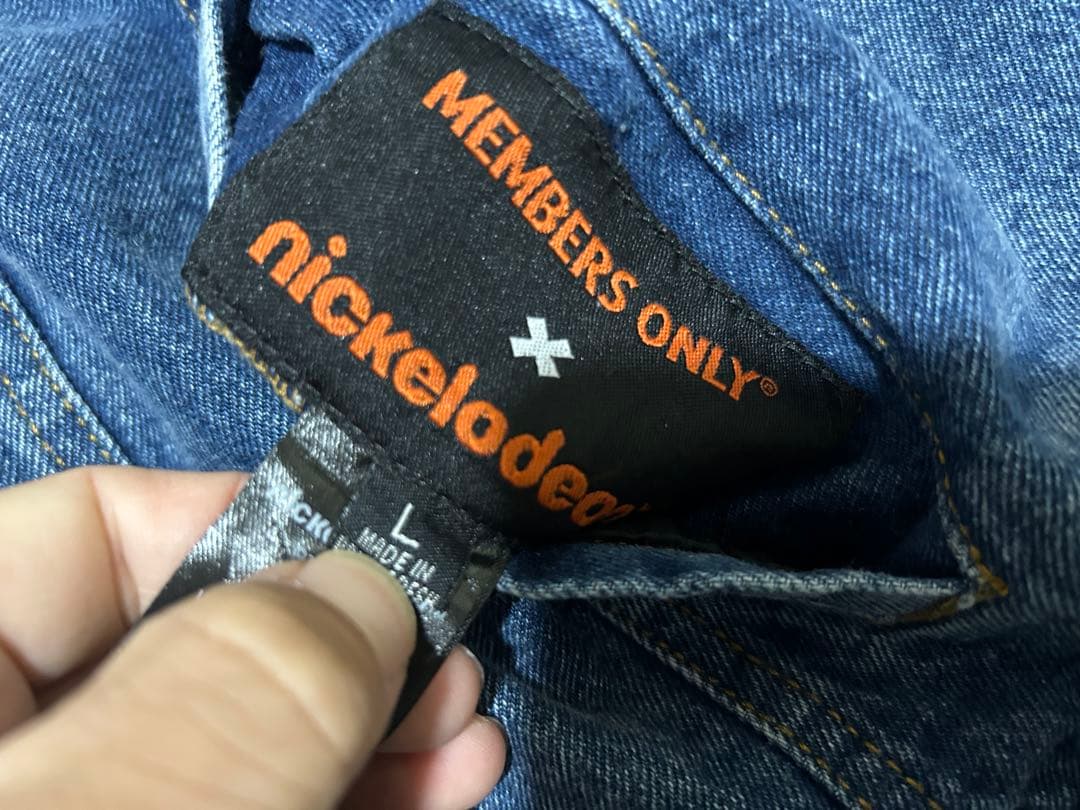 MEMBERS ONLY®
+
nickelodeon
L
MADE IN